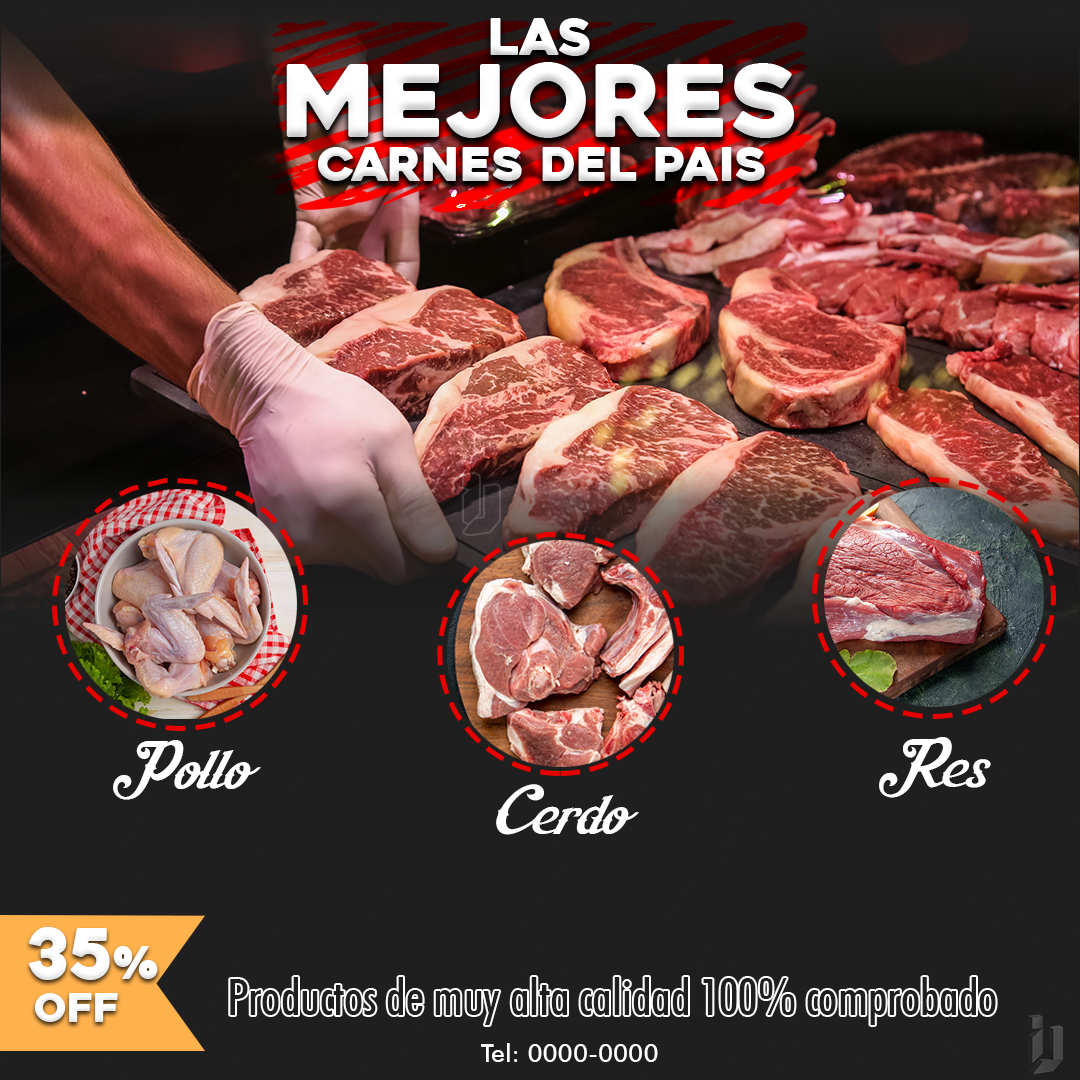 LAS
MEJORES
CARNES DEL PAIS
Pollo
Cerdo
Res
35%
OFF
Productos de muy alta calidad 100% comprobado
Tel: 0000-0000